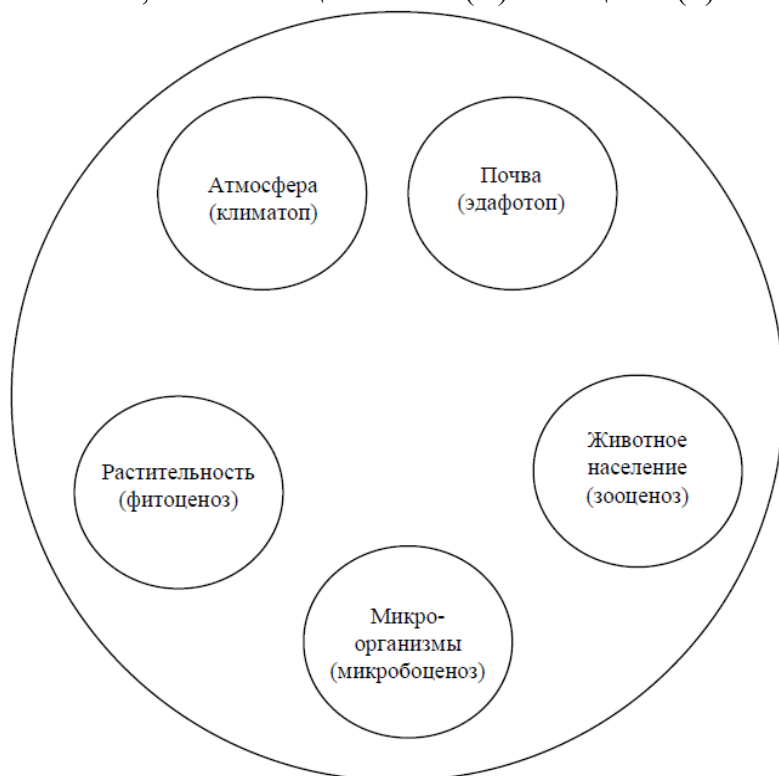 Атмосфера
(климатоп)
Почва
(эдафотоп)
Растительность
(фитоценоз)
Животное
население
(зооценоз)
Микро-
организмы
(микробоценоз)